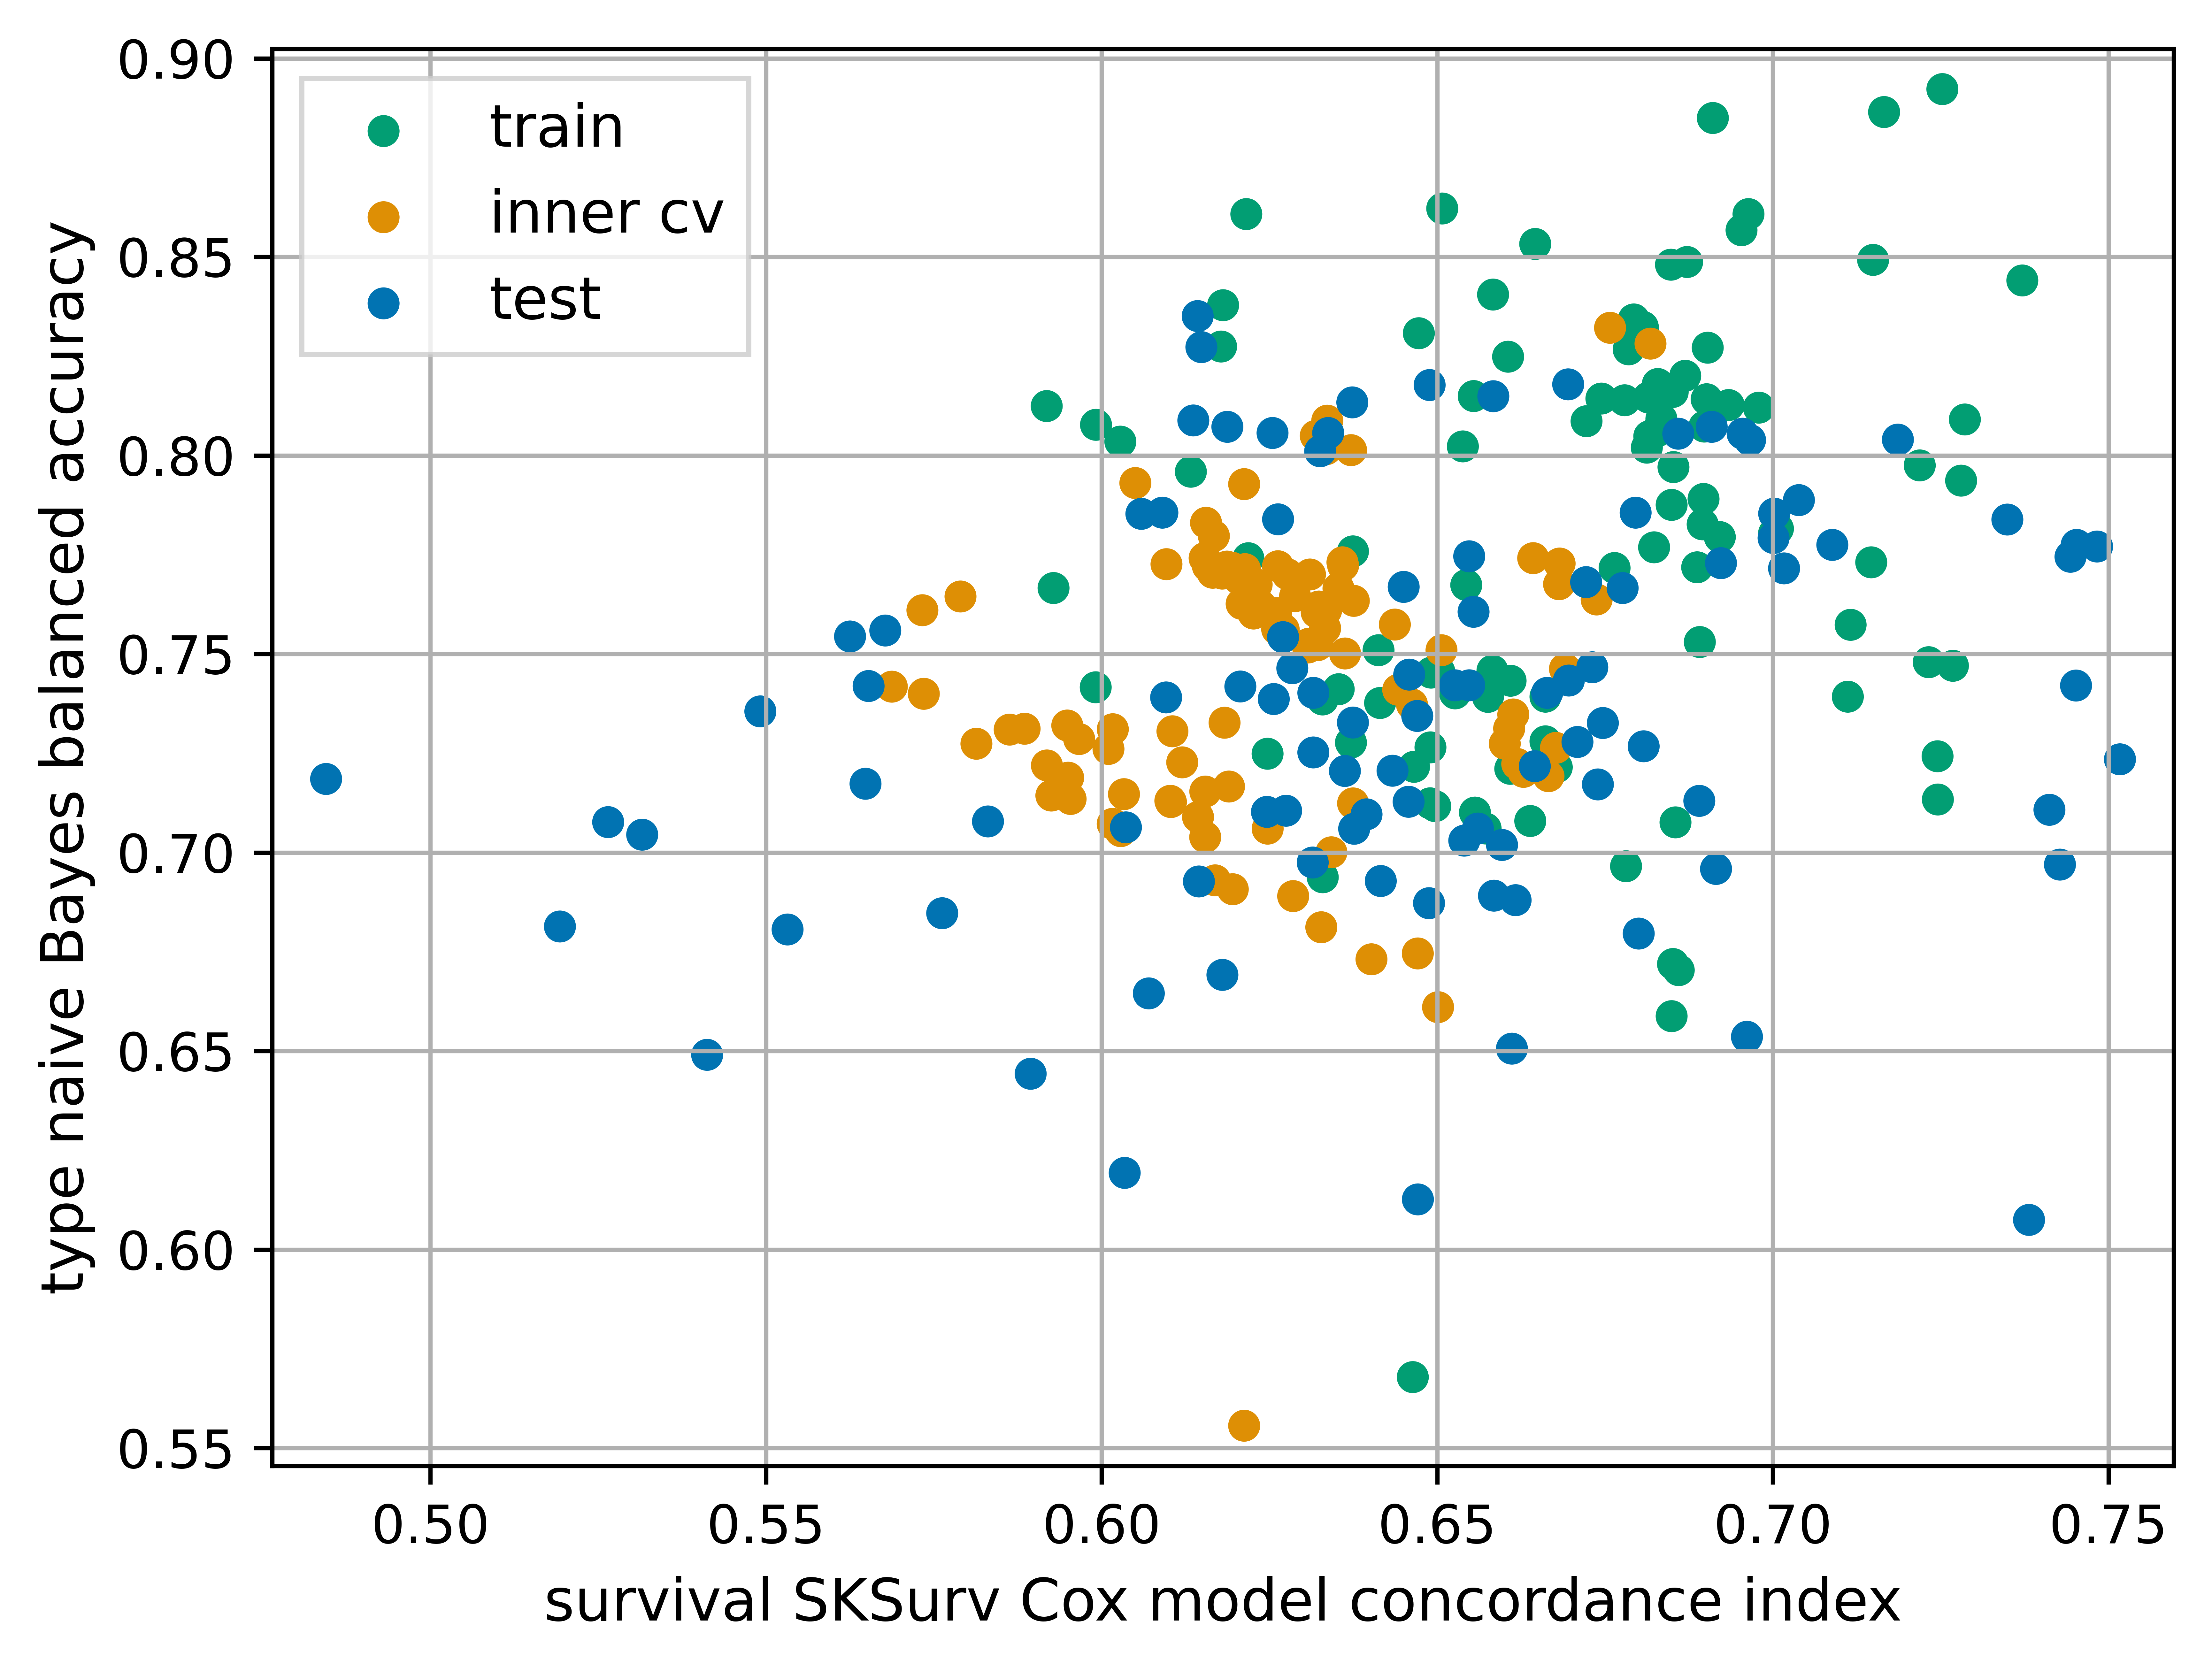 train
inner cv
test
type naive Bayes balanced accuracy
0.90
0.85
0.80
0.75
0.70
0.65
0.60
0.55
0.50 0.55 0.60 0.65 0.70 0.75
survival SKSurv Cox model concordance index